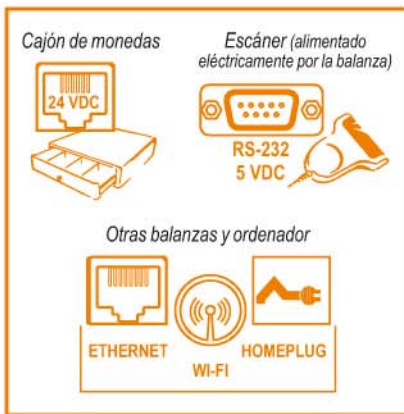 Cajón de monedas
24 VDC
Escáner (alimentado
eléctricamente por la balanza)
RS-232
5 VDC
Otras balanzas y ordenador
ETHERNET
WI-FI
HOMEPLUG